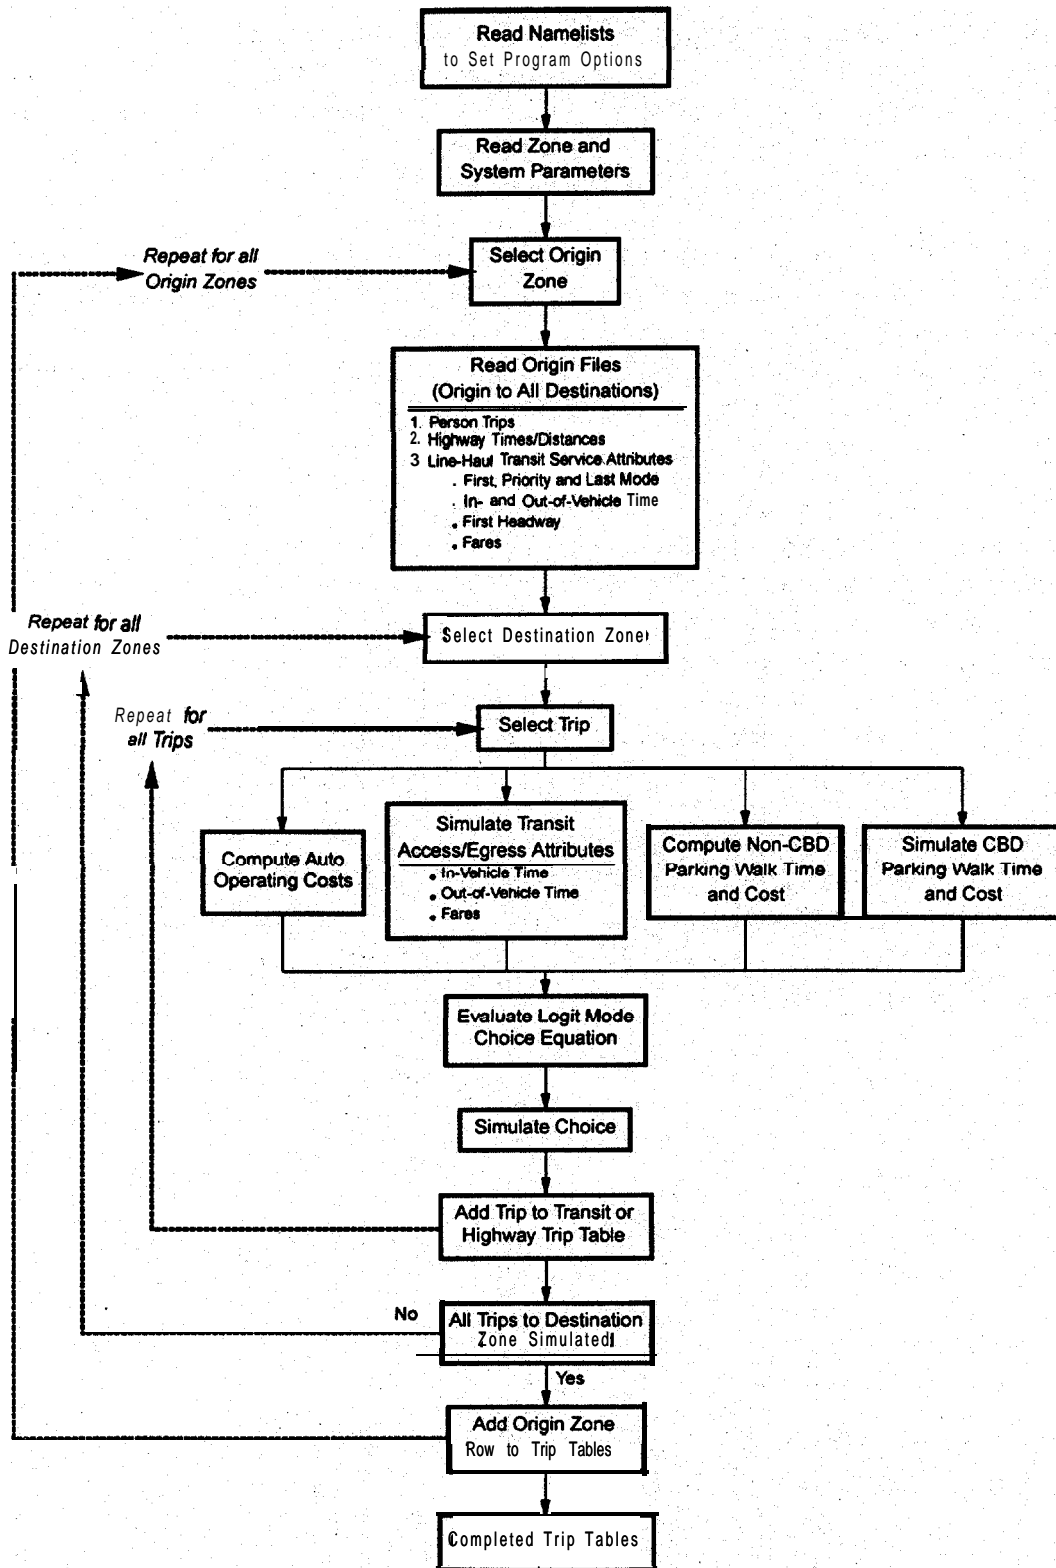 Read Namelists
to Set Program Options
Read Zone and
System Parameters
Repeat for all
Origin Zones
Select Origin
Zone
Read Origin Files
(Origin to All Destinations)
1. Person Trips
2. Highway Times/Distances
3 Line-Haul Transit Service Attributes
. First, Priority and Last Mode
. In- and Out-of-Vehicle Time
. First Headway
. Fares
Repeat for all
Destination Zones
Select Destination Zone
Repeat for
all Trips
Select Trip
Compute Auto
Operating Costs
Simulate Transit
Access/Egress Attributes
. In-Vehicle Time
. Out-of-Vehicle Time
. Fares
Compute Non-CBD
Parking Walk Time
and Cost
Simulate CBD
Parking Walk Time
and Cost
Evaluate Logit Mode
Choice Equation
Simulate Choice
Add Trip to Transit or
Highway Trip Table
No
All Trips to Destination
Zone Simulated
Yes
Add Origin Zone
Row to Trip Tables
Completed Trip Tables